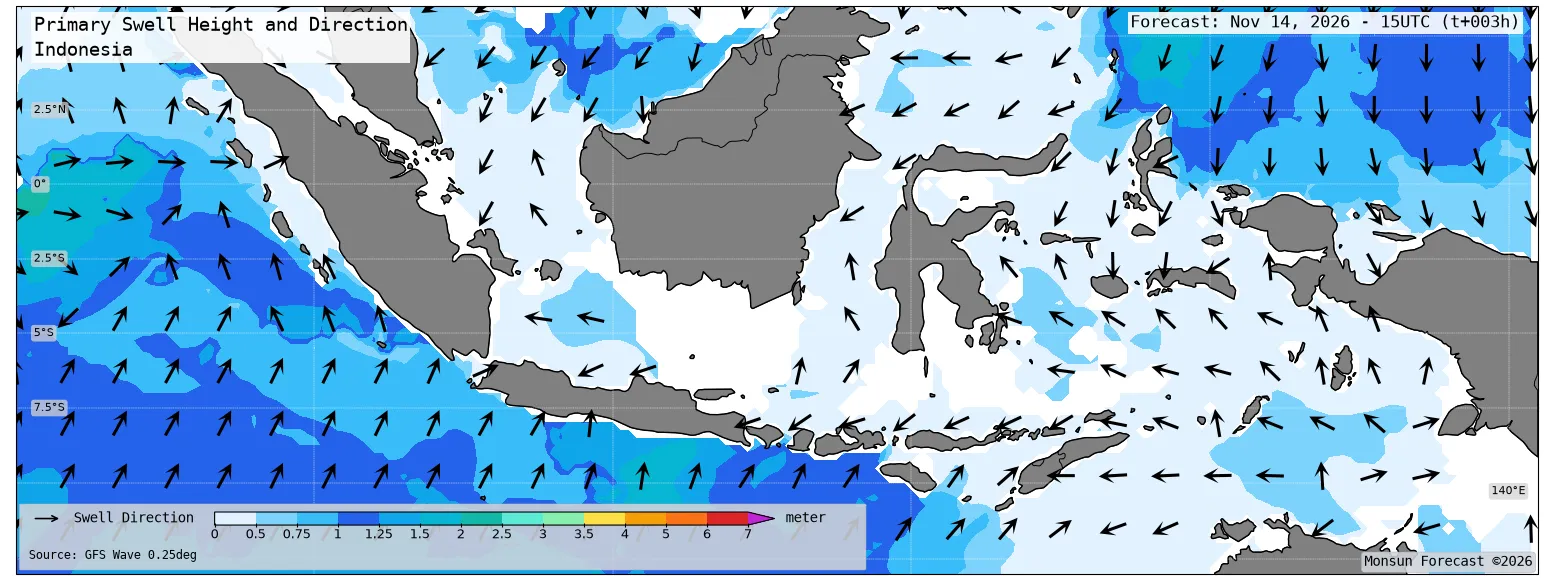 Primary Swell Height and Direction
Indonesia
Forecast: Nov 14, 2026 - 15UTC (t+003h)
2.5°N
0°
2.5°S
5°S
7.5°S
140°E
Swell Direction
meter
0 0.5 0.75 1 1.25 1.5 2 2.5 3 3.5 4 5 6 7
Source: GFS Wave 0.25deg
Monsun Forecast ©2026